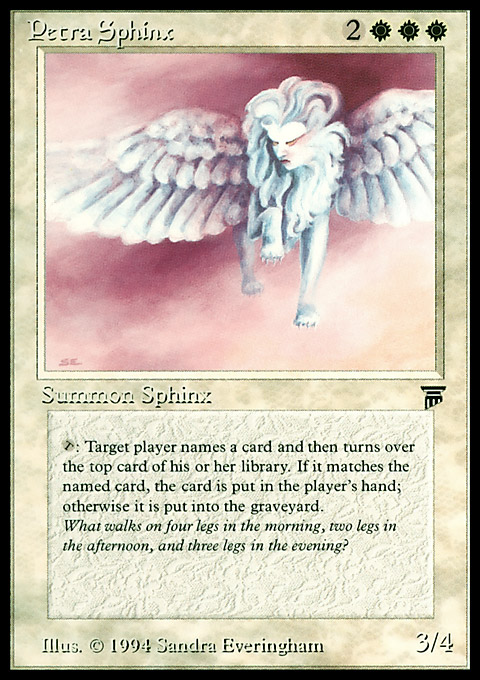 Petra Sphinx 2
SE
Summon Sphinx
: Target player names a card and then turns over
the top card of his or her library. If it matches the
named card, the card is put in the player's hand;
otherwise it is put into the graveyard.
What walks on four legs in the morning, two legs in
the afternoon, and three legs in the evening?
Illus. © 1994 Sandra Everingham 3/4